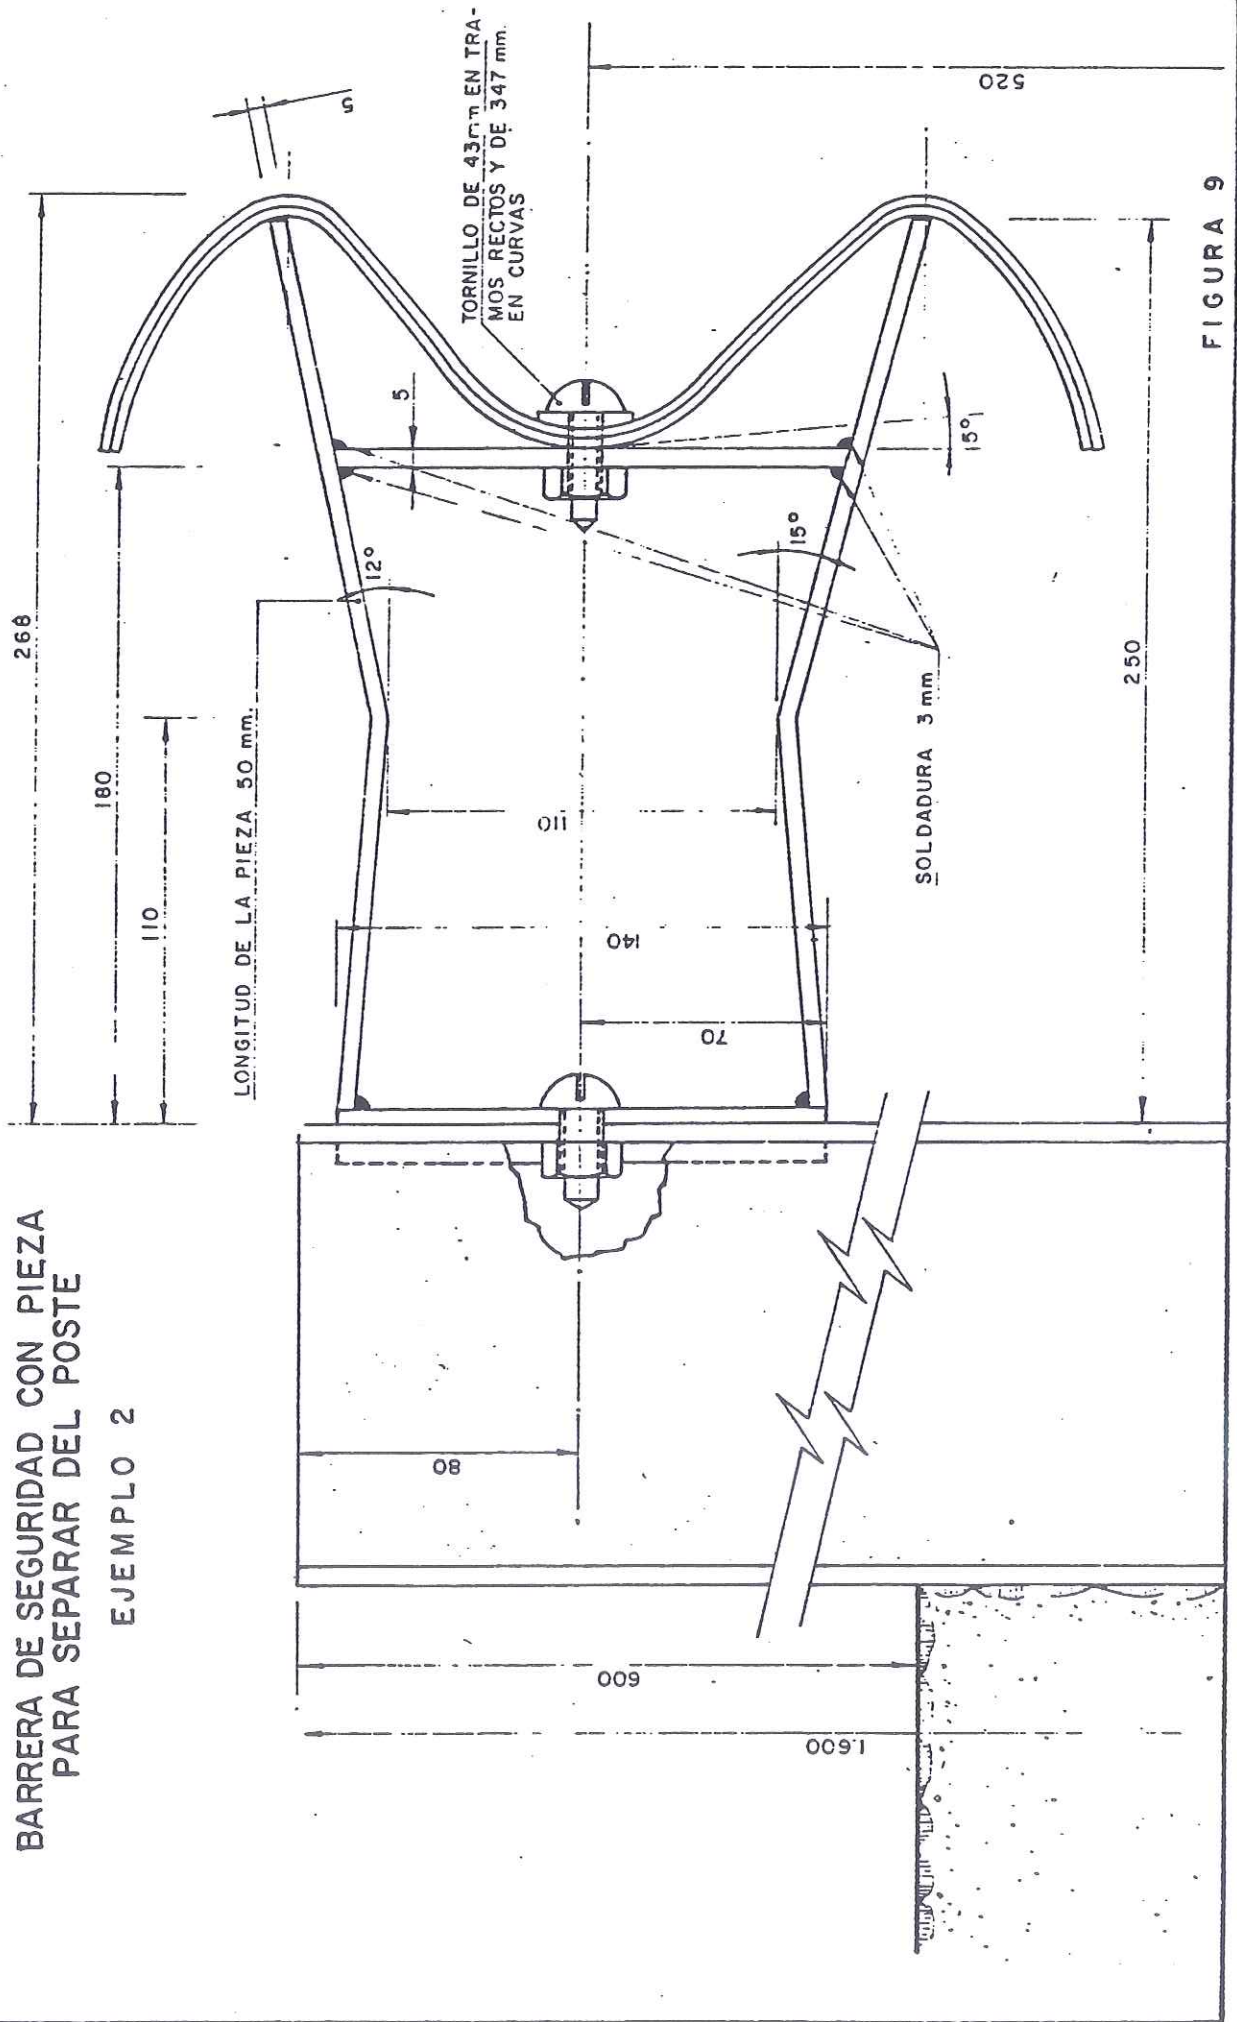 BARRERA DE SEGURIDAD CON PIEZA
PARA SEPARAR DEL POSTE
EJEMPLO 2
268
180
110
LONGITUD DE LA PIEZA 50 mm.
12°
5
5
TORNILLO DE 43mm EN TRA-
MOS RECTOS Y DE 347 mm.
EN CURVAS
110
140
70
80
15°
15°
SOLDADURA 3 mm
250
520
600
1.600
FIGURA 9